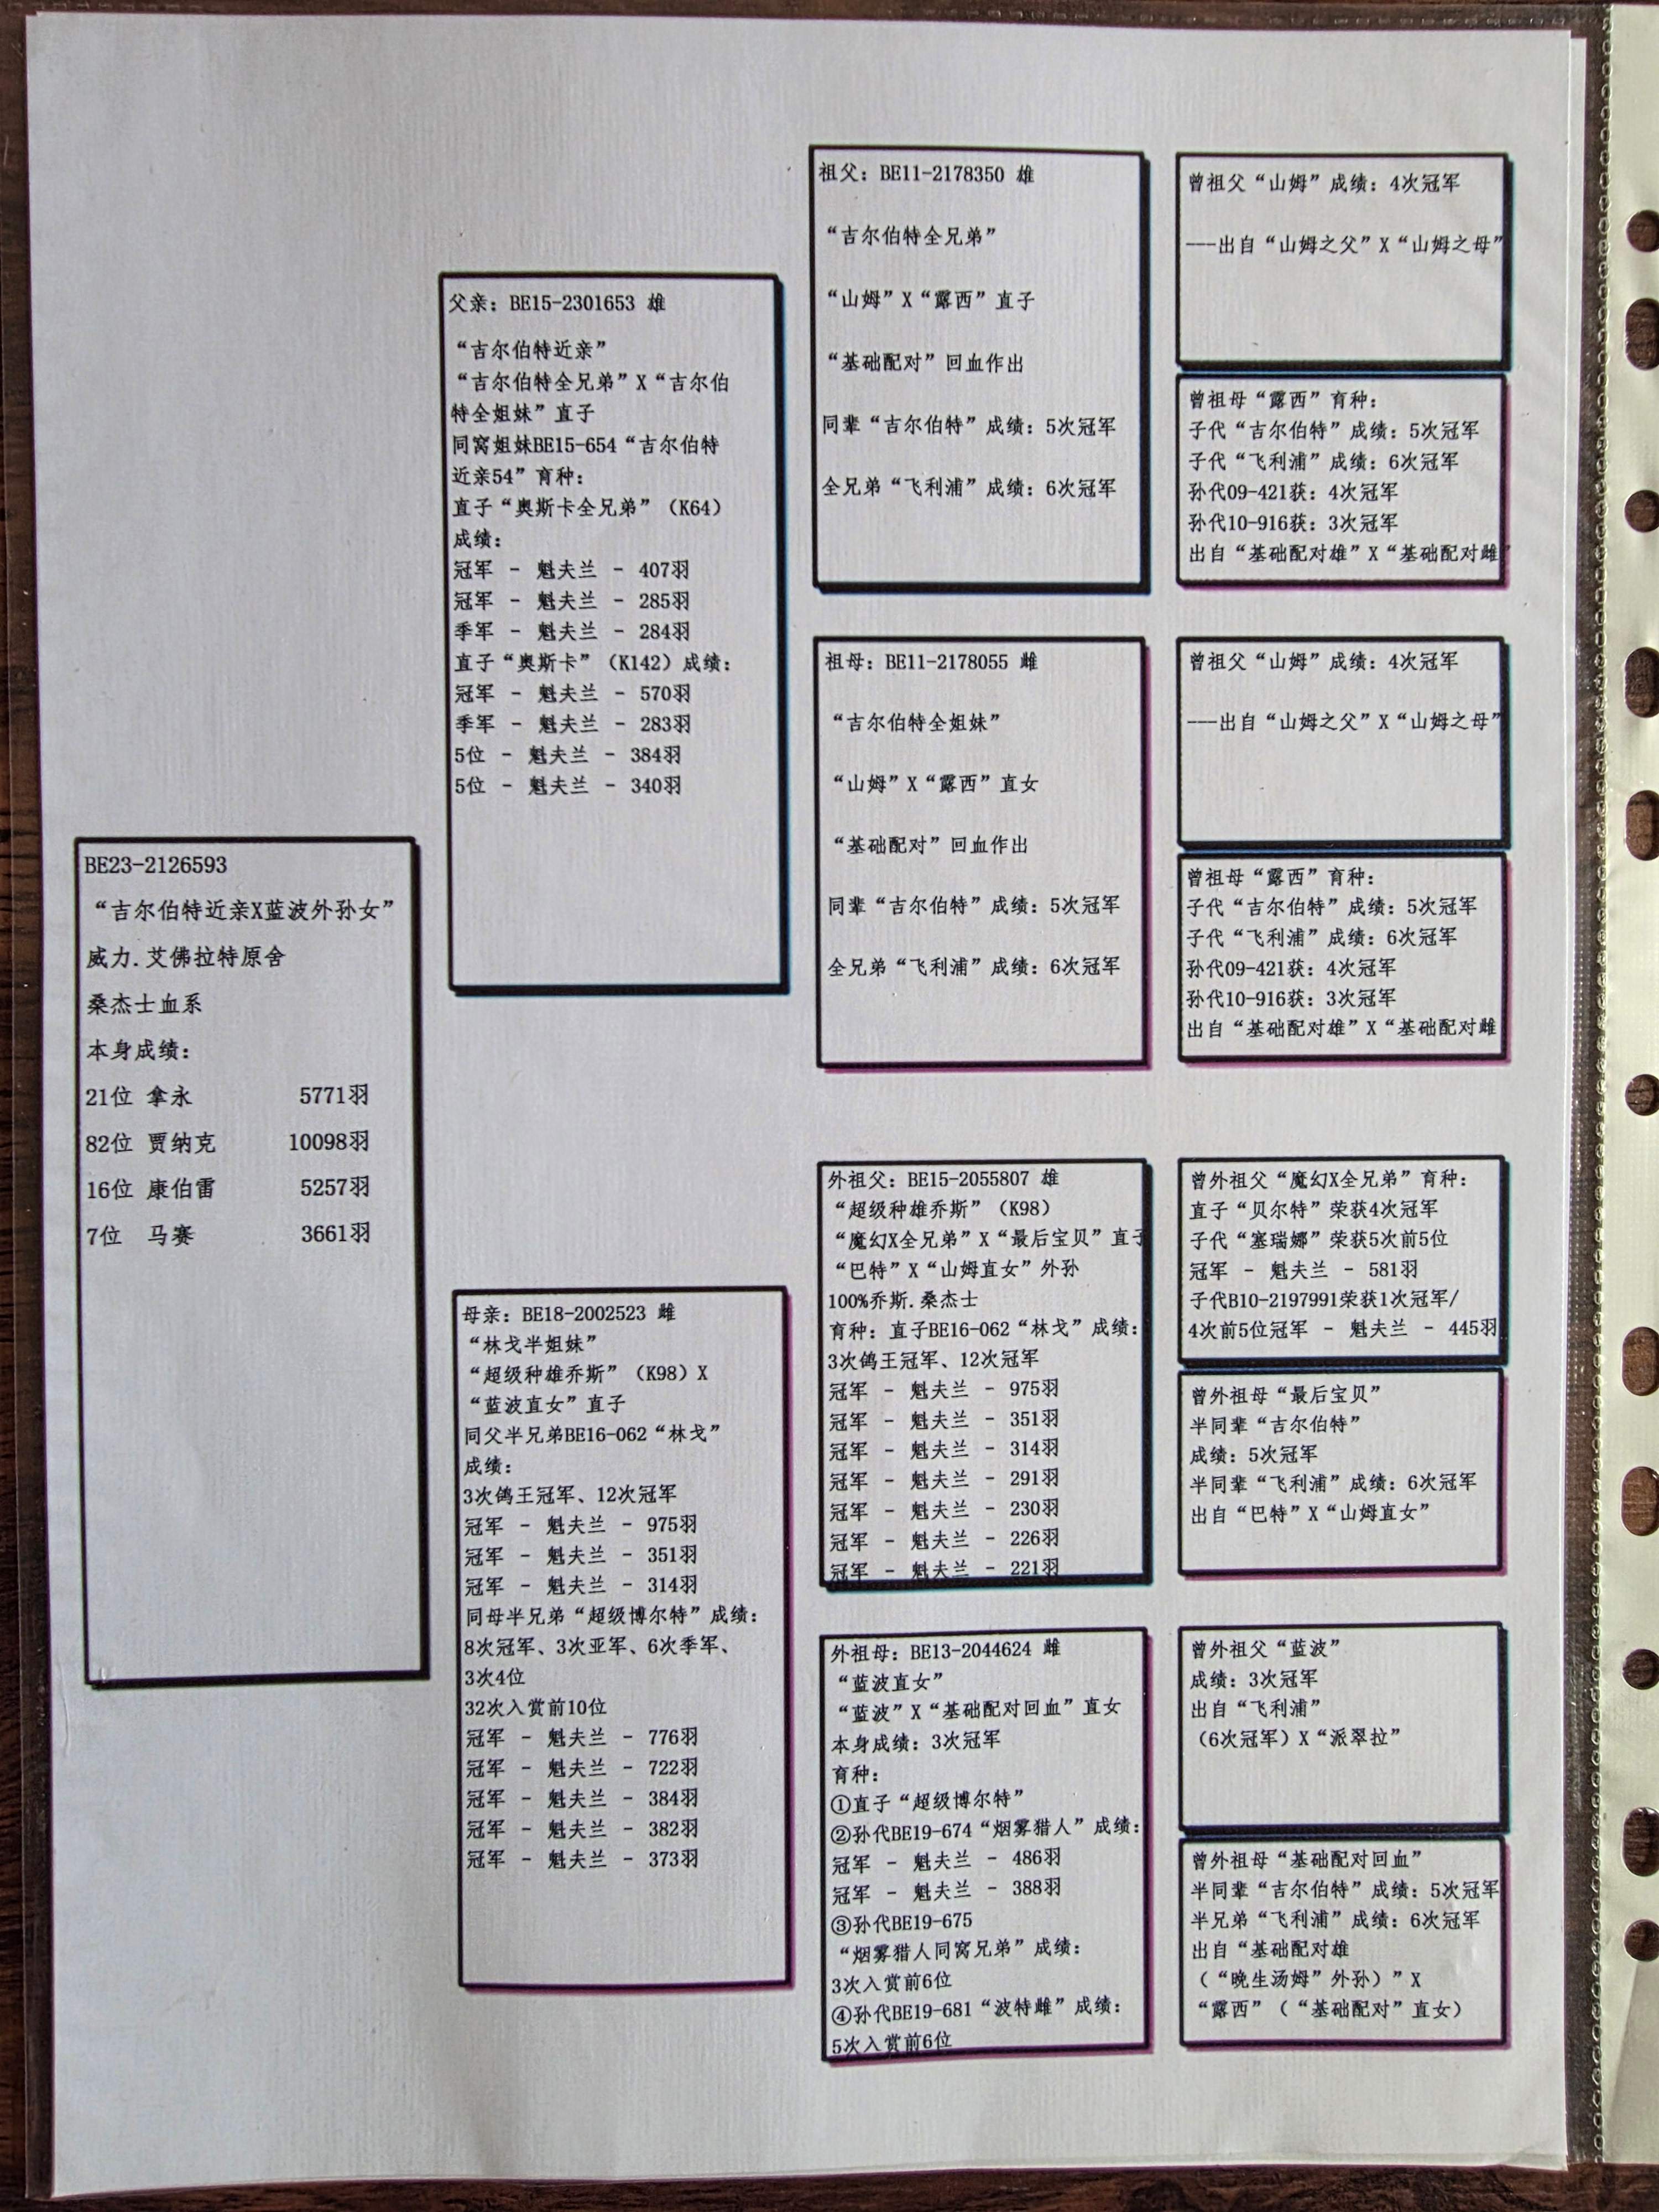 BE23-2126593
“吉尔伯特近亲X蓝波外孙女”
威力.艾佛拉特原舍
桑杰士血系
本身成绩：
21位 拿永 5771羽
82位 贾纳克 10098羽
16位 康伯雷 5257羽
7位 马赛 3661羽
父亲：BE15-2301653 雄
“吉尔伯特近亲”
“吉尔伯特全兄弟”X“吉尔伯
特全姐妹”直子
同窝姐妹BE15-654“吉尔伯特
近亲54”育种：
直子“奥斯卡全兄弟”（K64）
成绩：
冠军 - 魁夫兰 - 407羽
冠军 - 魁夫兰 - 285羽
季军 - 魁夫兰 - 284羽
直子“奥斯卡”（K142）成绩：
冠军 - 魁夫兰 - 570羽
季军 - 魁夫兰 - 283羽
5位 - 魁夫兰 - 384羽
5位 - 魁夫兰 - 340羽
母亲：BE18-2002523 雌
“林戈半姐妹”
“超级种雄乔斯”（K98）X
“蓝波直女”直子
同父半兄弟BE16-062“林戈”
成绩：
3次鸽王冠军、12次冠军
冠军 - 魁夫兰 - 975羽
冠军 - 魁夫兰 - 351羽
冠军 - 魁夫兰 - 314羽
同母半兄弟“超级博尔特”成绩：
8次冠军、3次亚军、6次季军、
3次4位
32次入赏前10位
冠军 - 魁夫兰 - 776羽
冠军 - 魁夫兰 - 722羽
冠军 - 魁夫兰 - 384羽
冠军 - 魁夫兰 - 382羽
冠军 - 魁夫兰 - 373羽
祖父：BE11-2178350 雄
“吉尔伯特全兄弟”
“山姆”X“露西”直子
“基础配对”回血作出
同辈“吉尔伯特”成绩：5次冠军
全兄弟“飞利浦”成绩：6次冠军
祖母：BE11-2178055 雌
“吉尔伯特全姐妹”
“山姆”X“露西”直女
“基础配对”回血作出
同辈“吉尔伯特”成绩：5次冠军
全兄弟“飞利浦”成绩：6次冠军
外祖父：BE15-2055807 雄
“超级种雄乔斯”（K98）
“魔幻X全兄弟”X“最后宝贝”直子
“巴特”X“山姆直女”外孙
100%乔斯.桑杰士
育种：直子BE16-062“林戈”成绩：
3次鸽王冠军、12次冠军
冠军 - 魁夫兰 - 975羽
冠军 - 魁夫兰 - 351羽
冠军 - 魁夫兰 - 314羽
冠军 - 魁夫兰 - 291羽
冠军 - 魁夫兰 - 230羽
冠军 - 魁夫兰 - 226羽
冠军 - 魁夫兰 - 221羽
外祖母：BE13-2044624 雌
“蓝波直女”
“蓝波”X“基础配对回血”直女
本身成绩：3次冠军
育种：
①直子“超级博尔特”
②孙代BE19-674“烟雾猎人”成绩：
冠军 - 魁夫兰 - 486羽
冠军 - 魁夫兰 - 388羽
③孙代BE19-675
“烟雾猎人同窝兄弟”成绩：
3次入赏前6位
④孙代BE19-681“波特雌”成绩：
5次入赏前6位
曾祖父“山姆”成绩：4次冠军
---出自“山姆之父”X“山姆之母”
曾祖母“露西”育种：
子代“吉尔伯特”成绩：5次冠军
子代“飞利浦”成绩：6次冠军
孙代09-421获：4次冠军
孙代10-916获：3次冠军
出自“基础配对雄”X“基础配对雌”
曾祖父“山姆”成绩：4次冠军
---出自“山姆之父”X“山姆之母”
曾祖母“露西”育种：
子代“吉尔伯特”成绩：5次冠军
子代“飞利浦”成绩：6次冠军
孙代09-421获：4次冠军
孙代10-916获：3次冠军
出自“基础配对雄”X“基础配对雌
曾外祖父“魔幻X全兄弟”育种：
直子“贝尔特”荣获4次冠军
子代“塞瑞娜”荣获5次前5位
冠军 - 魁夫兰 - 581羽
子代B10-2197991荣获1次冠军/
4次前5位冠军 - 魁夫兰 - 445羽
曾外祖母“最后宝贝”
半同辈“吉尔伯特”
成绩：5次冠军
半同辈“飞利浦”成绩：6次冠军
出自“巴特”X“山姆直女”
曾外祖父“蓝波”
成绩：3次冠军
出自“飞利浦”
（6次冠军）X“派翠拉”
曾外祖母“基础配对回血”
半同辈“吉尔伯特”成绩：5次冠军
半兄弟“飞利浦”成绩：6次冠军
出自“基础配对雄
（“晚生汤姆”外孙）”X
“露西”（“基础配对”直女）